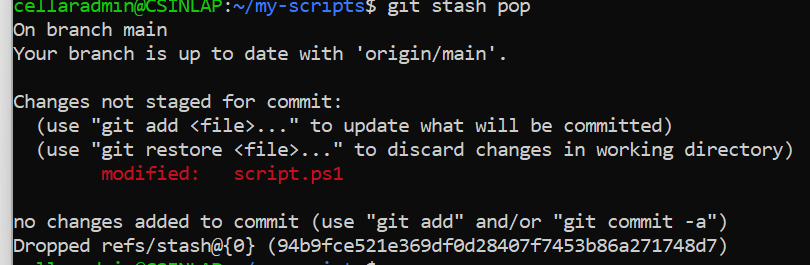 cellaradmin@CSINLAP:~/my-scripts$ git stash pop
On branch main
Your branch is up to date with 'origin/main'.
Changes not staged for commit:
  (use "git add <file>..." to update what will be committed)
  (use "git restore <file>..." to discard changes in working directory)
        modified:   script.ps1
no changes added to commit (use "git add" and/or "git commit -a")
Dropped refs/stash@{0} (94b9fce521e369df0d28407f7453b86a271748d7)